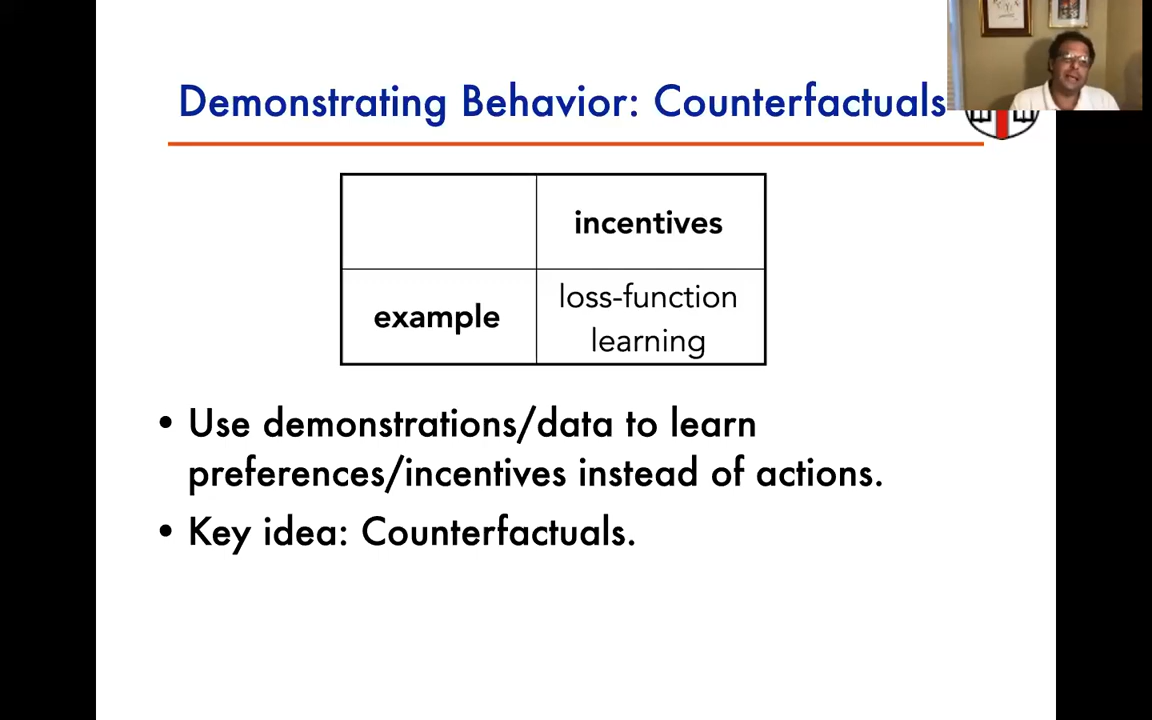 Demonstrating Behavior: Counterfactuals
incentives
example
loss-function
learning
• Use demonstrations/data to learn
preferences/incentives instead of actions.
• Key idea: Counterfactuals.